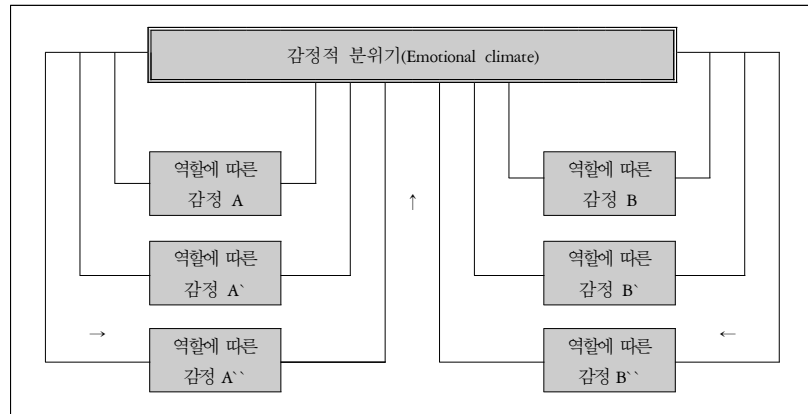 감정적 분위기(Emotional climate)
역할에 따른
감정 A
역할에 따른
감정 B
↑
역할에 따른
감정 A`
역할에 따른
감정 B`
→
역할에 따른
감정 A``
역할에 따른
감정 B``
←